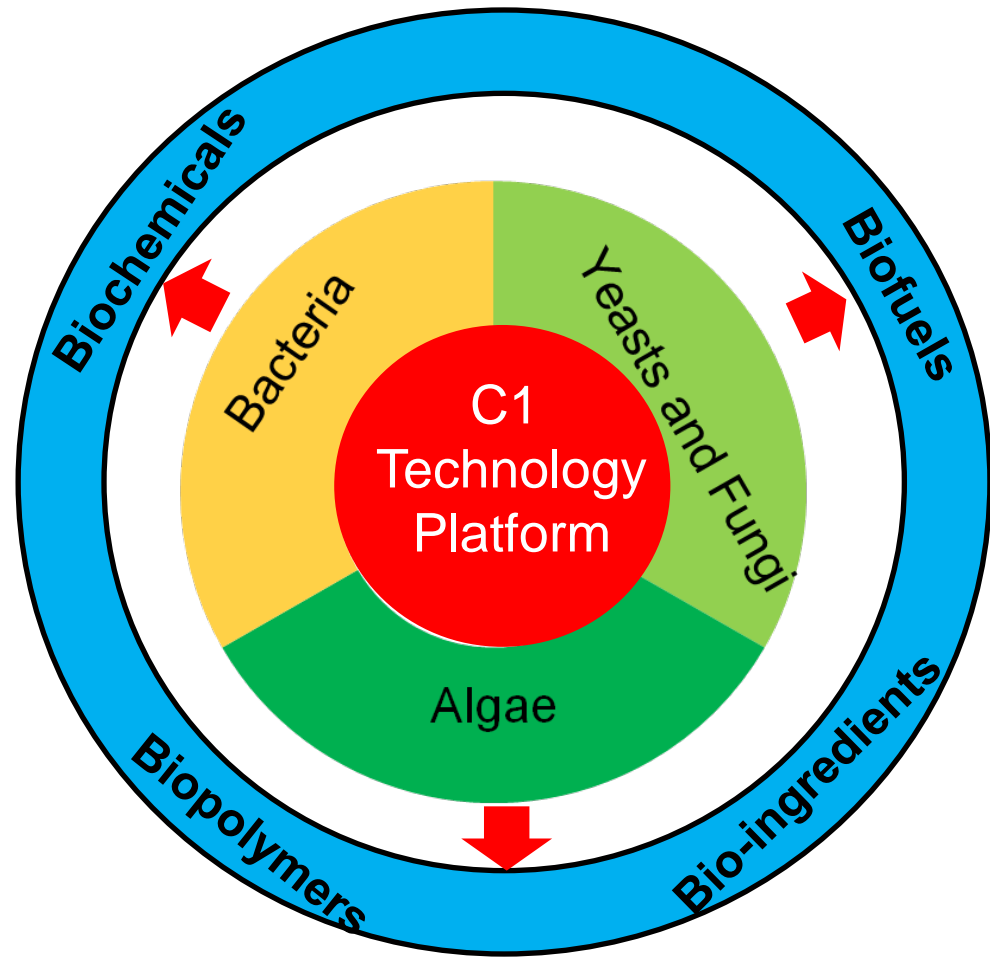 Biochemicals
Biofuels
Bacteria
Yeasts and Fungi
C1
Technology
Platform
Algae
Biopolymers
Bio-ingredients